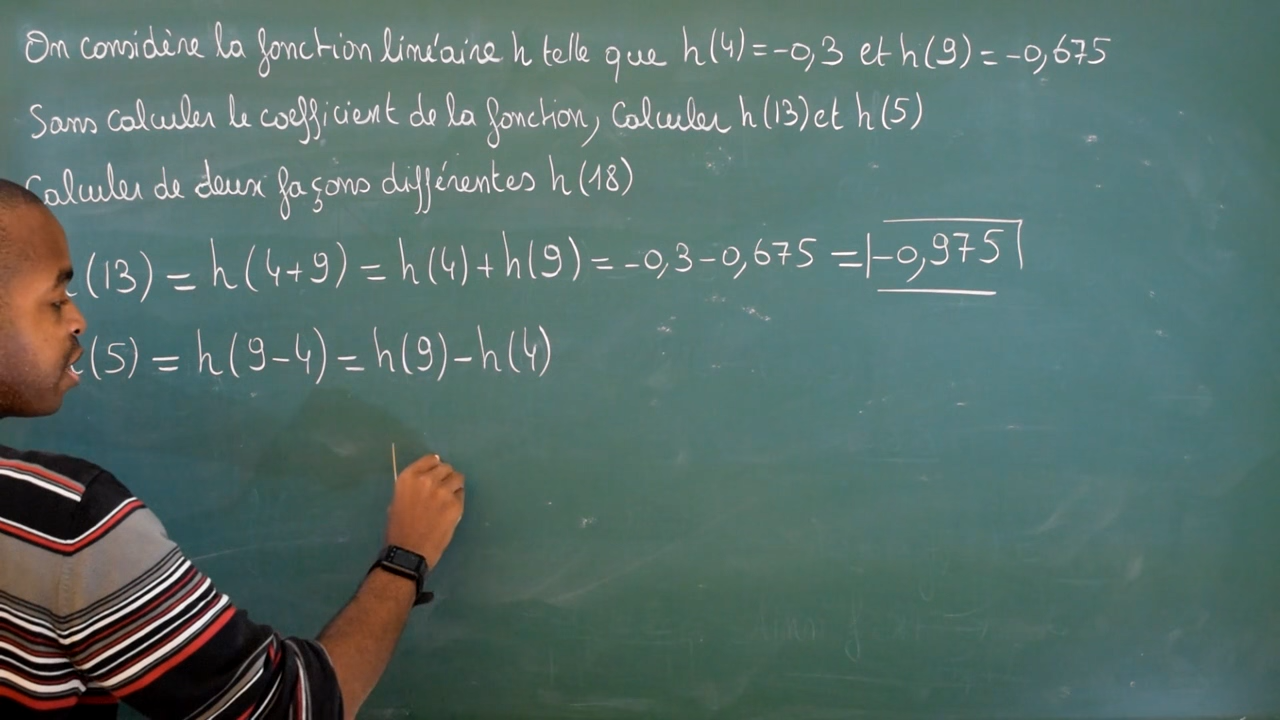 On considère la fonction linéaire h telle que h(4)=-0,3 et h(9)=-0,675
Sans calculer le coefficient de la fonction, Calculer h(13) et h(5)
Calculer de deux façons différentes h(18)
(13) = h(4+9) = h(4)+h(9) = -0,3-0,675 = -0,975
(5) = h(9-4) = h(9)-h(4)